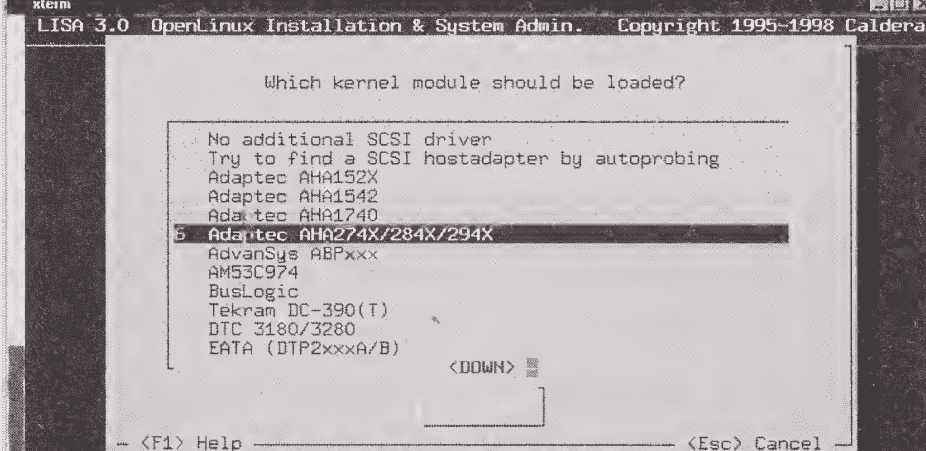 xterm
LISA 3.0 OpenLinux Installation & System Admin. Copyright 1995-1998 Caldera
Which kernel module should be loaded?
No additional SCSI driver
Try to find a SCSI hostadapter by autoprobing
Adaptec AHA152X
Adaptec AHA1542
Adaptec AHA1740
5 Adaptec AHA274X/284X/294X
AdvanSys ABPxxx
AM53C974
BusLogic
Tekram DC-390(T)
DTC 3180/3280
EATA (DTP2xxxA/B)
<DOWN>
<F1> Help <Esc> Cancel